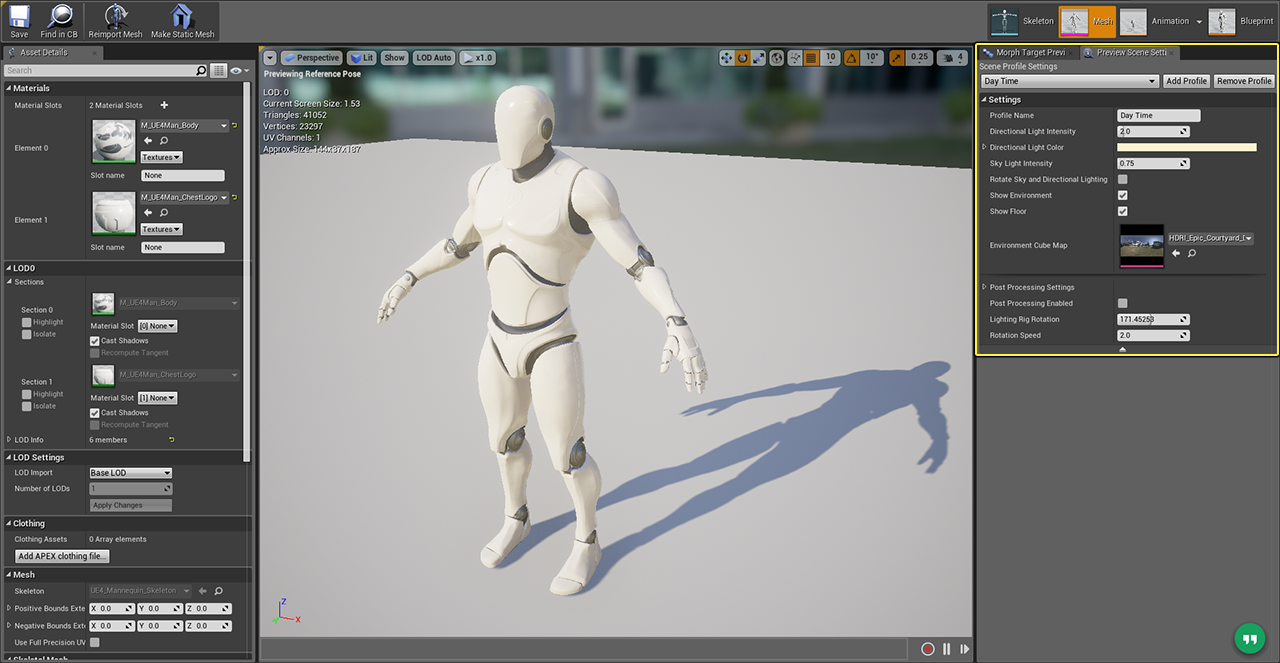 Save
Find in CB
Reimport Mesh
Make Static Mesh
Skeleton
Mesh
Animation
Blueprint
Asset Details
Search
Materials
Material Slots 2 Material Slots
Element 0
M_UE4Man_Body
Textures
Slot name None
Element 1
M_UE4Man_ChestLogo
Textures
Slot name None
LOD0
Sections
Section 0
M_UE4Man_Body
Highlight
Isolate
Material Slot [0] None
Cast Shadows
Recompute Tangent
Section 1
M_UE4Man_ChestLogo
Highlight
Isolate
Material Slot [1] None
Cast Shadows
Recompute Tangent
LOD Info 6 members
LOD Settings
LOD Import Base LOD
Number of LODs 1
Apply Changes
Clothing
Clothing Assets 0 Array elements
Add APEX clothing file...
Mesh
Skeleton UE4_Mannequin_Skeleton
Positive Bounds Exte X 0.0 Y 0.0 Z 0.0
Negative Bounds Ext X 0.0 Y 0.0 Z 0.0
Use Full Precision UV
Skeletal Mesh
Perspective Lit Show LOD Auto x1.0
10 10° 0.25 4
Previewing Reference Pose
LOD: 0
Current Screen Size: 1.53
Triangles: 41052
Vertices: 23297
UV Channels: 1
Approx Size: 144x37x187
Z
X
Y
Morph Target Previ
Preview Scene Setti
Scene Profile Settings
Day Time Add Profile Remove Profile
Settings
Profile Name Day Time
Directional Light Intensity 2.0
Directional Light Color
Sky Light Intensity 0.75
Rotate Sky and Directional Lighting
Show Environment
Show Floor
Environment Cube Map HDRI_Epic_Courtyard_
Post Processing Settings
Post Processing Enabled
Lighting Rig Rotation 171.45253
Rotation Speed 2.0